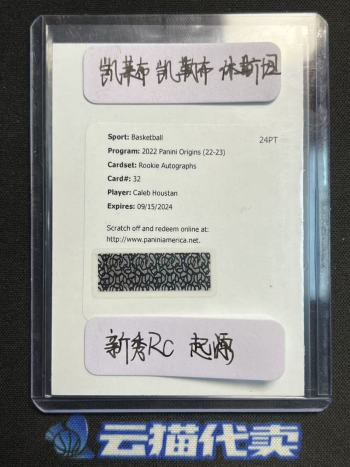 凯莱布 凯勒布 休斯坦
24PT
Sport: Basketball
Program: 2022 Panini Origins (22-23)
Cardset: Rookie Autographs
Card#: 32
Player: Caleb Houstan
Expires: 09/15/2024
Scratch off and redeem online at:
http://www.paniniamerica.net.
新秀RC 起源
云猫代卖